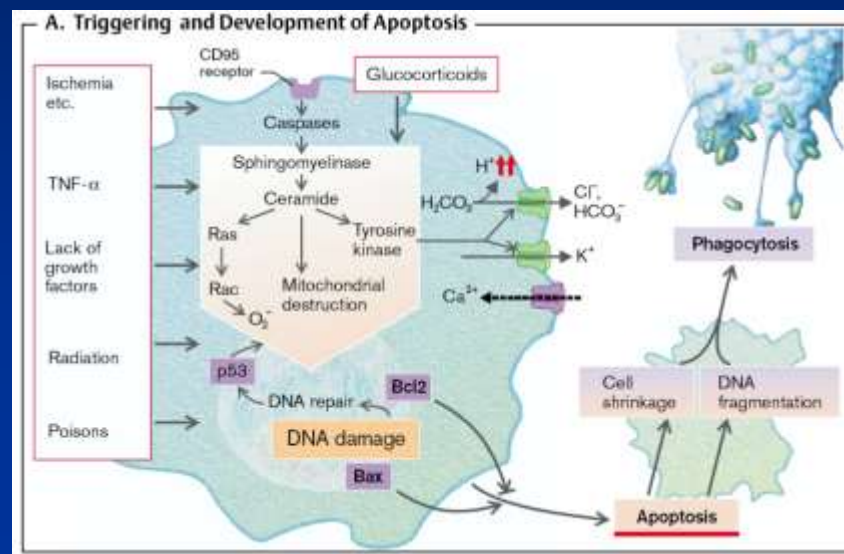 A. Triggering and Development of Apoptosis
Ischemia
etc.
TNF-α
Lack of
growth
factors
Radiation
Poisons
CD95
receptor
Glucocorticoids
Caspases
Sphingomyelinase
Ceramide
Ras
Rac
O₂⁻
Tyrosine
kinase
Mitochondrial
destruction
H⁺
H₂CO₃
Cl⁻,
HCO₃⁻
K⁺
Ca²⁺
p53
DNA repair
Bcl2
DNA damage
Bax
Phagocytosis
Cell
shrinkage
DNA
fragmentation
Apoptosis